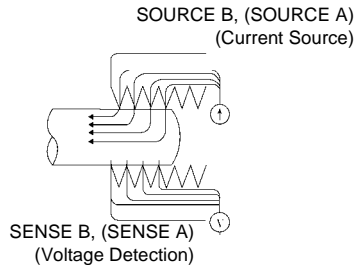 SOURCE B, (SOURCE A)
(Current Source)
V
SENSE B, (SENSE A)
(Voltage Detection)